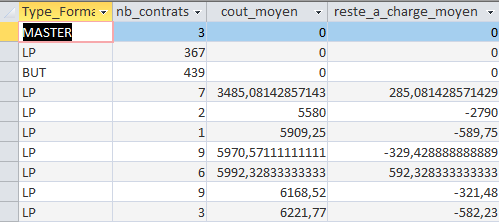 Type_Forma nb_contrats cout_moyen reste_a_charge_moyen
MASTER 3 0 0
LP 367 0 0
BUT 439 0 0
LP 7 3485,08142857143 285,081428571429
LP 2 5580 -2790
LP 1 5909,25 -589,75
LP 9 5970,57111111111 -329,428888888889
LP 6 5992,32833333333 592,328333333333
LP 9 6168,52 -321,48
LP 3 6221,77 -582,23